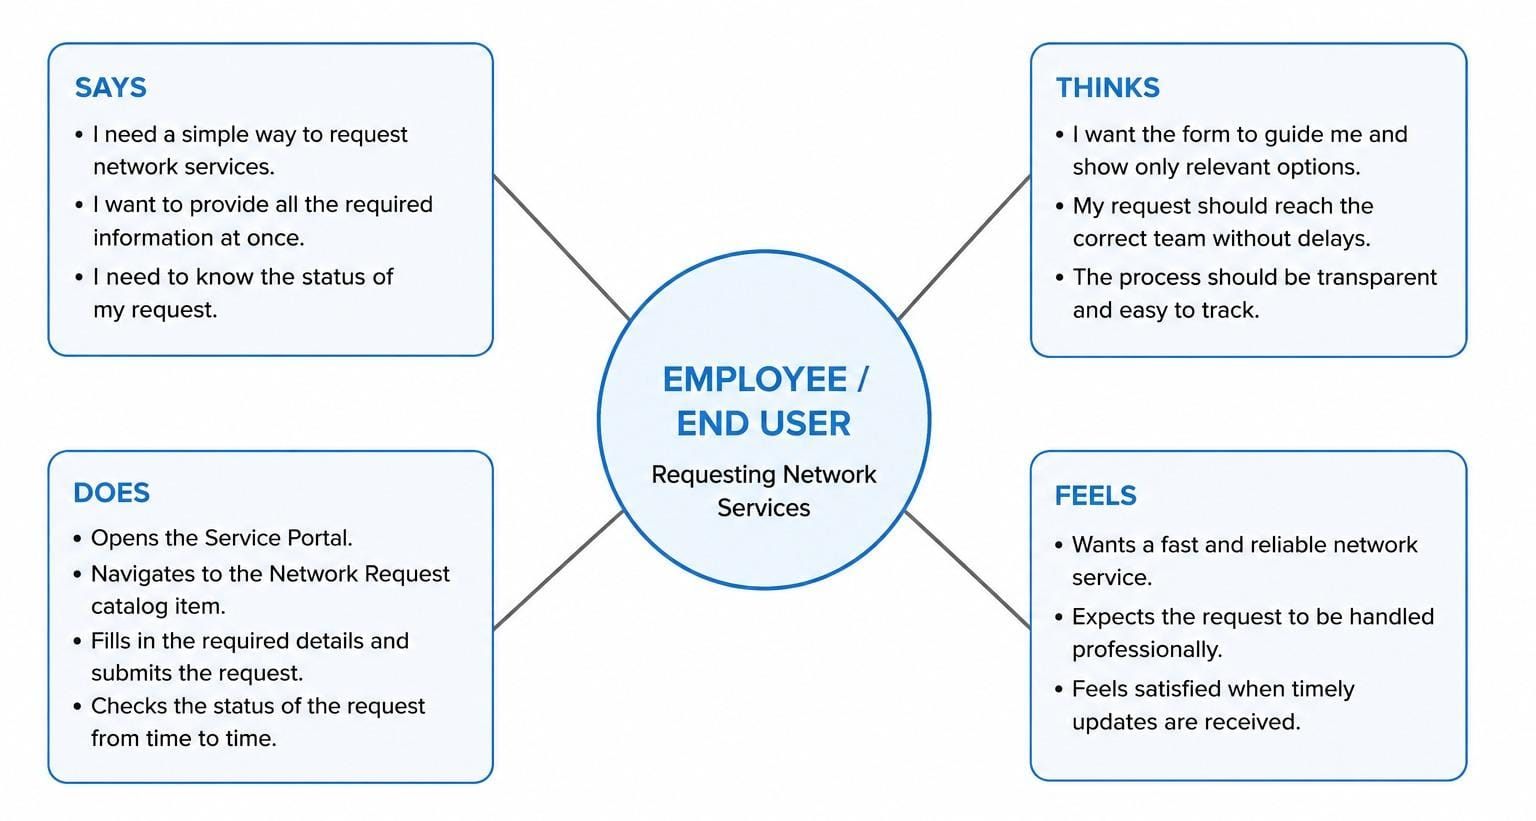 SAYS
• I need a simple way to request
network services.
• I want to provide all the required
information at once.
• I need to know the status of
my request.
THINKS
• I want the form to guide me and
show only relevant options.
• My request should reach the
correct team without delays.
• The process should be transparent
and easy to track.
EMPLOYEE /
END USER
Requesting Network
Services
DOES
• Opens the Service Portal.
• Navigates to the Network Request
catalog item.
• Fills in the required details and
submits the request.
• Checks the status of the request
from time to time.
FEELS
• Wants a fast and reliable network
service.
• Expects the request to be handled
professionally.
• Feels satisfied when timely
updates are received.